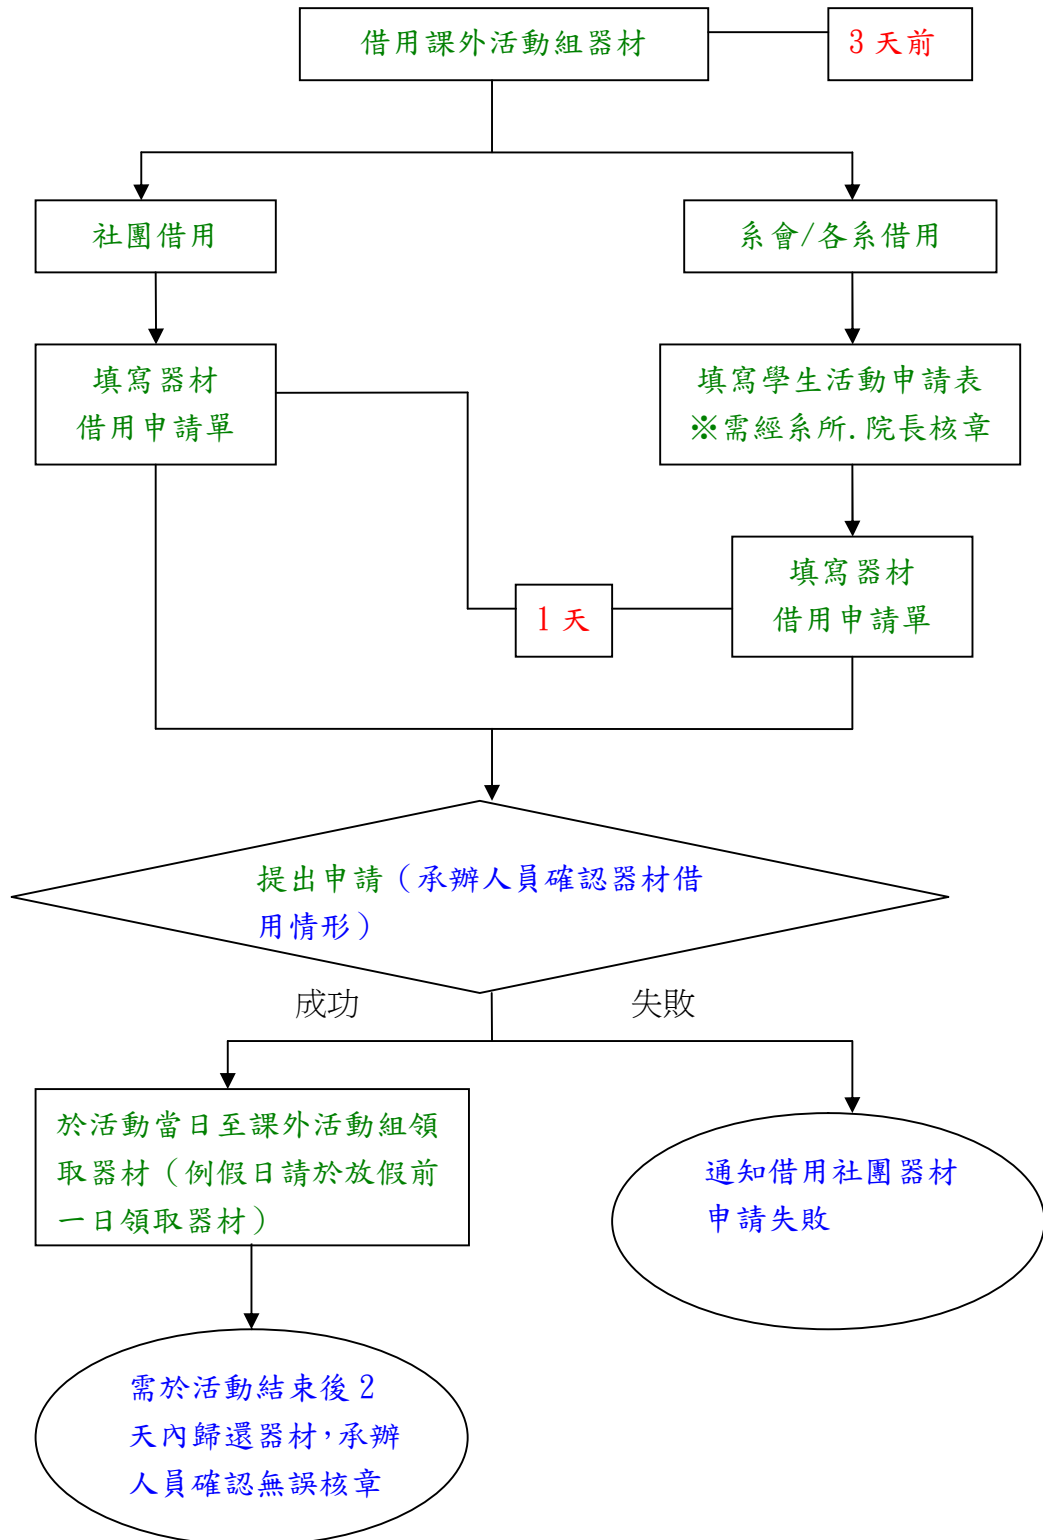 借用課外活動組器材
3 天前
社團借用
系會/各系借用
填寫器材
借用申請單
填寫學生活動申請表
※需經系所.院長核章
填寫器材
借用申請單
1 天
提出申請（承辦人員確認器材借
用情形）
成功
失敗
於活動當日至課外活動組領
取器材（例假日請於放假前
一日領取器材）
通知借用社團器材
申請失敗
需於活動結束後 2
天內歸還器材，承辦
人員確認無誤核章